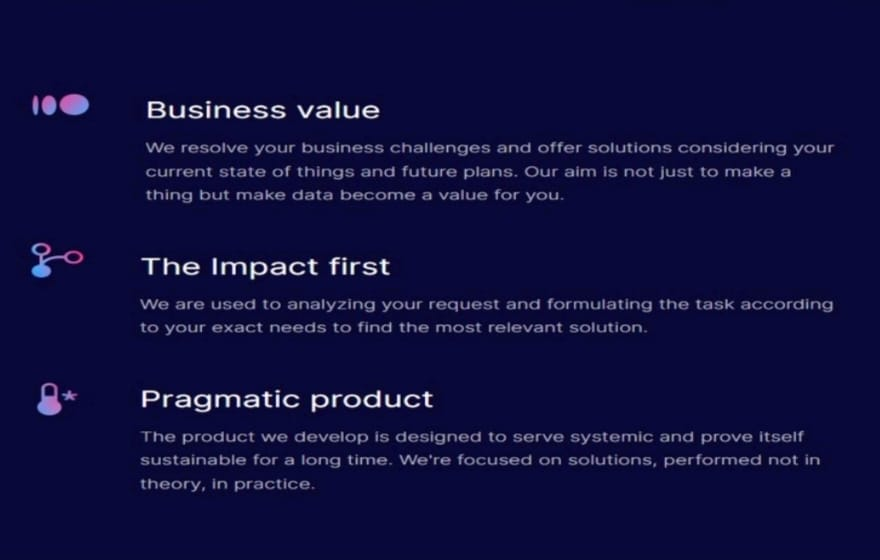 Business value
We resolve your business challenges and offer solutions considering your
current state of things and future plans. Our aim is not just to make a
thing but make data become a value for you.
The Impact first
We are used to analyzing your request and formulating the task according
to your exact needs to find the most relevant solution.
Pragmatic product
The product we develop is designed to serve systemic and prove itself
sustainable for a long time. We're focused on solutions, performed not in
theory, in practice.